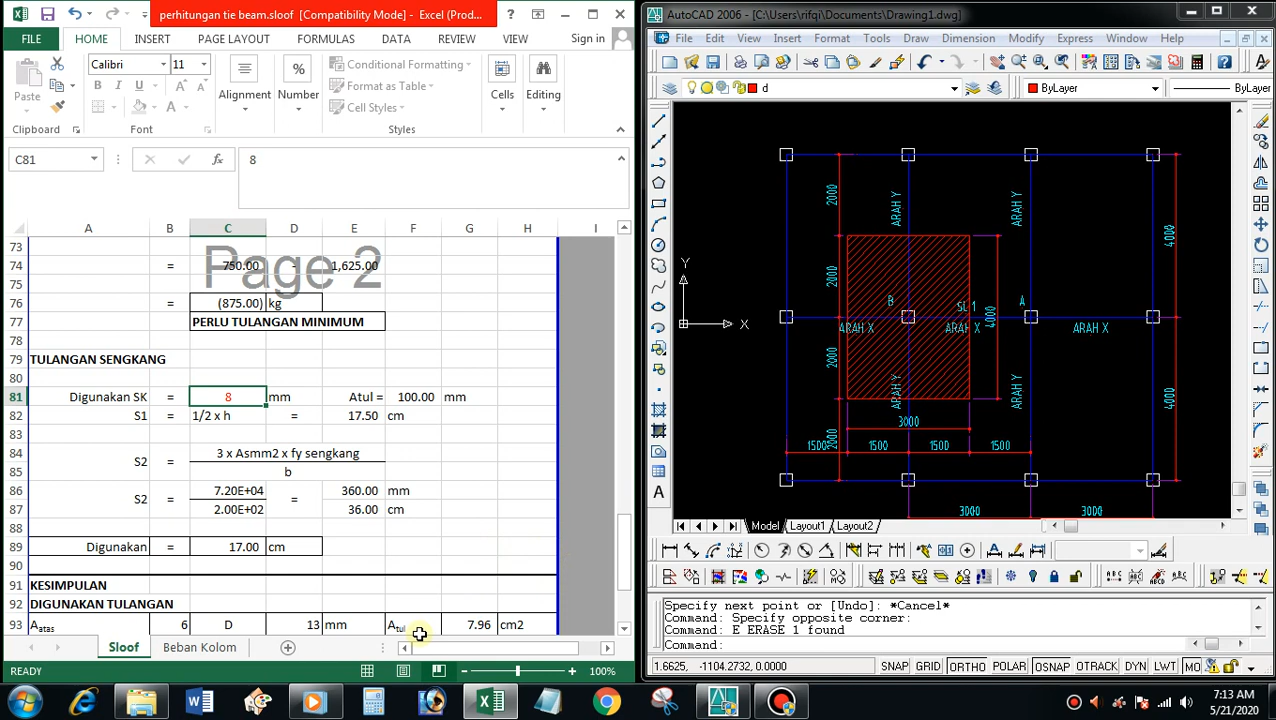 perhitungan tie beam.sloof [Compatibility Mode] - Excel (Prod...
FILE HOME INSERT PAGE LAYOUT FORMULAS DATA REVIEW VIEW Sign in
Calibri 11
Paste
Alignment
Number
Conditional Formatting
Format as Table
Cell Styles
Cells
Editing
Clipboard Font Styles
C81 8
A B C D E F G H I
73
Page 2
74 = 750.00 - 1,625.00
75
76 = (875.00) kg
77 PERLU TULANGAN MINIMUM
78
79 TULANGAN SENGKANG
80
81 Digunakan SK = 8 mm Atul = 100.00 mm
82 S1 1/2 x h = 17.50 cm
83
84 3 x Asmm2 x fy sengkang
S2 =
85 b
86 7.20E+04 360.00 mm
S2 = =
87 2.00E+02 36.00 cm
88
89 Digunakan = 17.00 cm
90
91 KESIMPULAN
92 DIGUNAKAN TULANGAN
93 Aatas 6 D 13 mm Atul 7.96 cm2
Sloof Beban Kolom
READY 100%
AutoCAD 2006 - [C:\Users\rifqi\Documents\Drawing1.dwg]
File Edit View Insert Format Tools Draw Dimension Modify Express Window Help
d
ByLayer
ByLayer
2000
ARAH Y
ARAH Y
4000
2000
Y
B
SL 1
A
4000
X
ARAH X
ARAH X
ARAH X
2000
ARAH Y
ARAH Y
4000
3000
2000
1500 1500 1500 1500
3000 3000
Model Layout1 Layout2
A
Specify next point or [Undo]: *Cancel*
Command: Specify opposite corner:
Command: E ERASE 1 found
Command:
1.6625, -1104.2732, 0.0000
SNAP GRID ORTHO POLAR OSNAP OTRACK DYN LWT MO
7:13 AM
5/21/2020